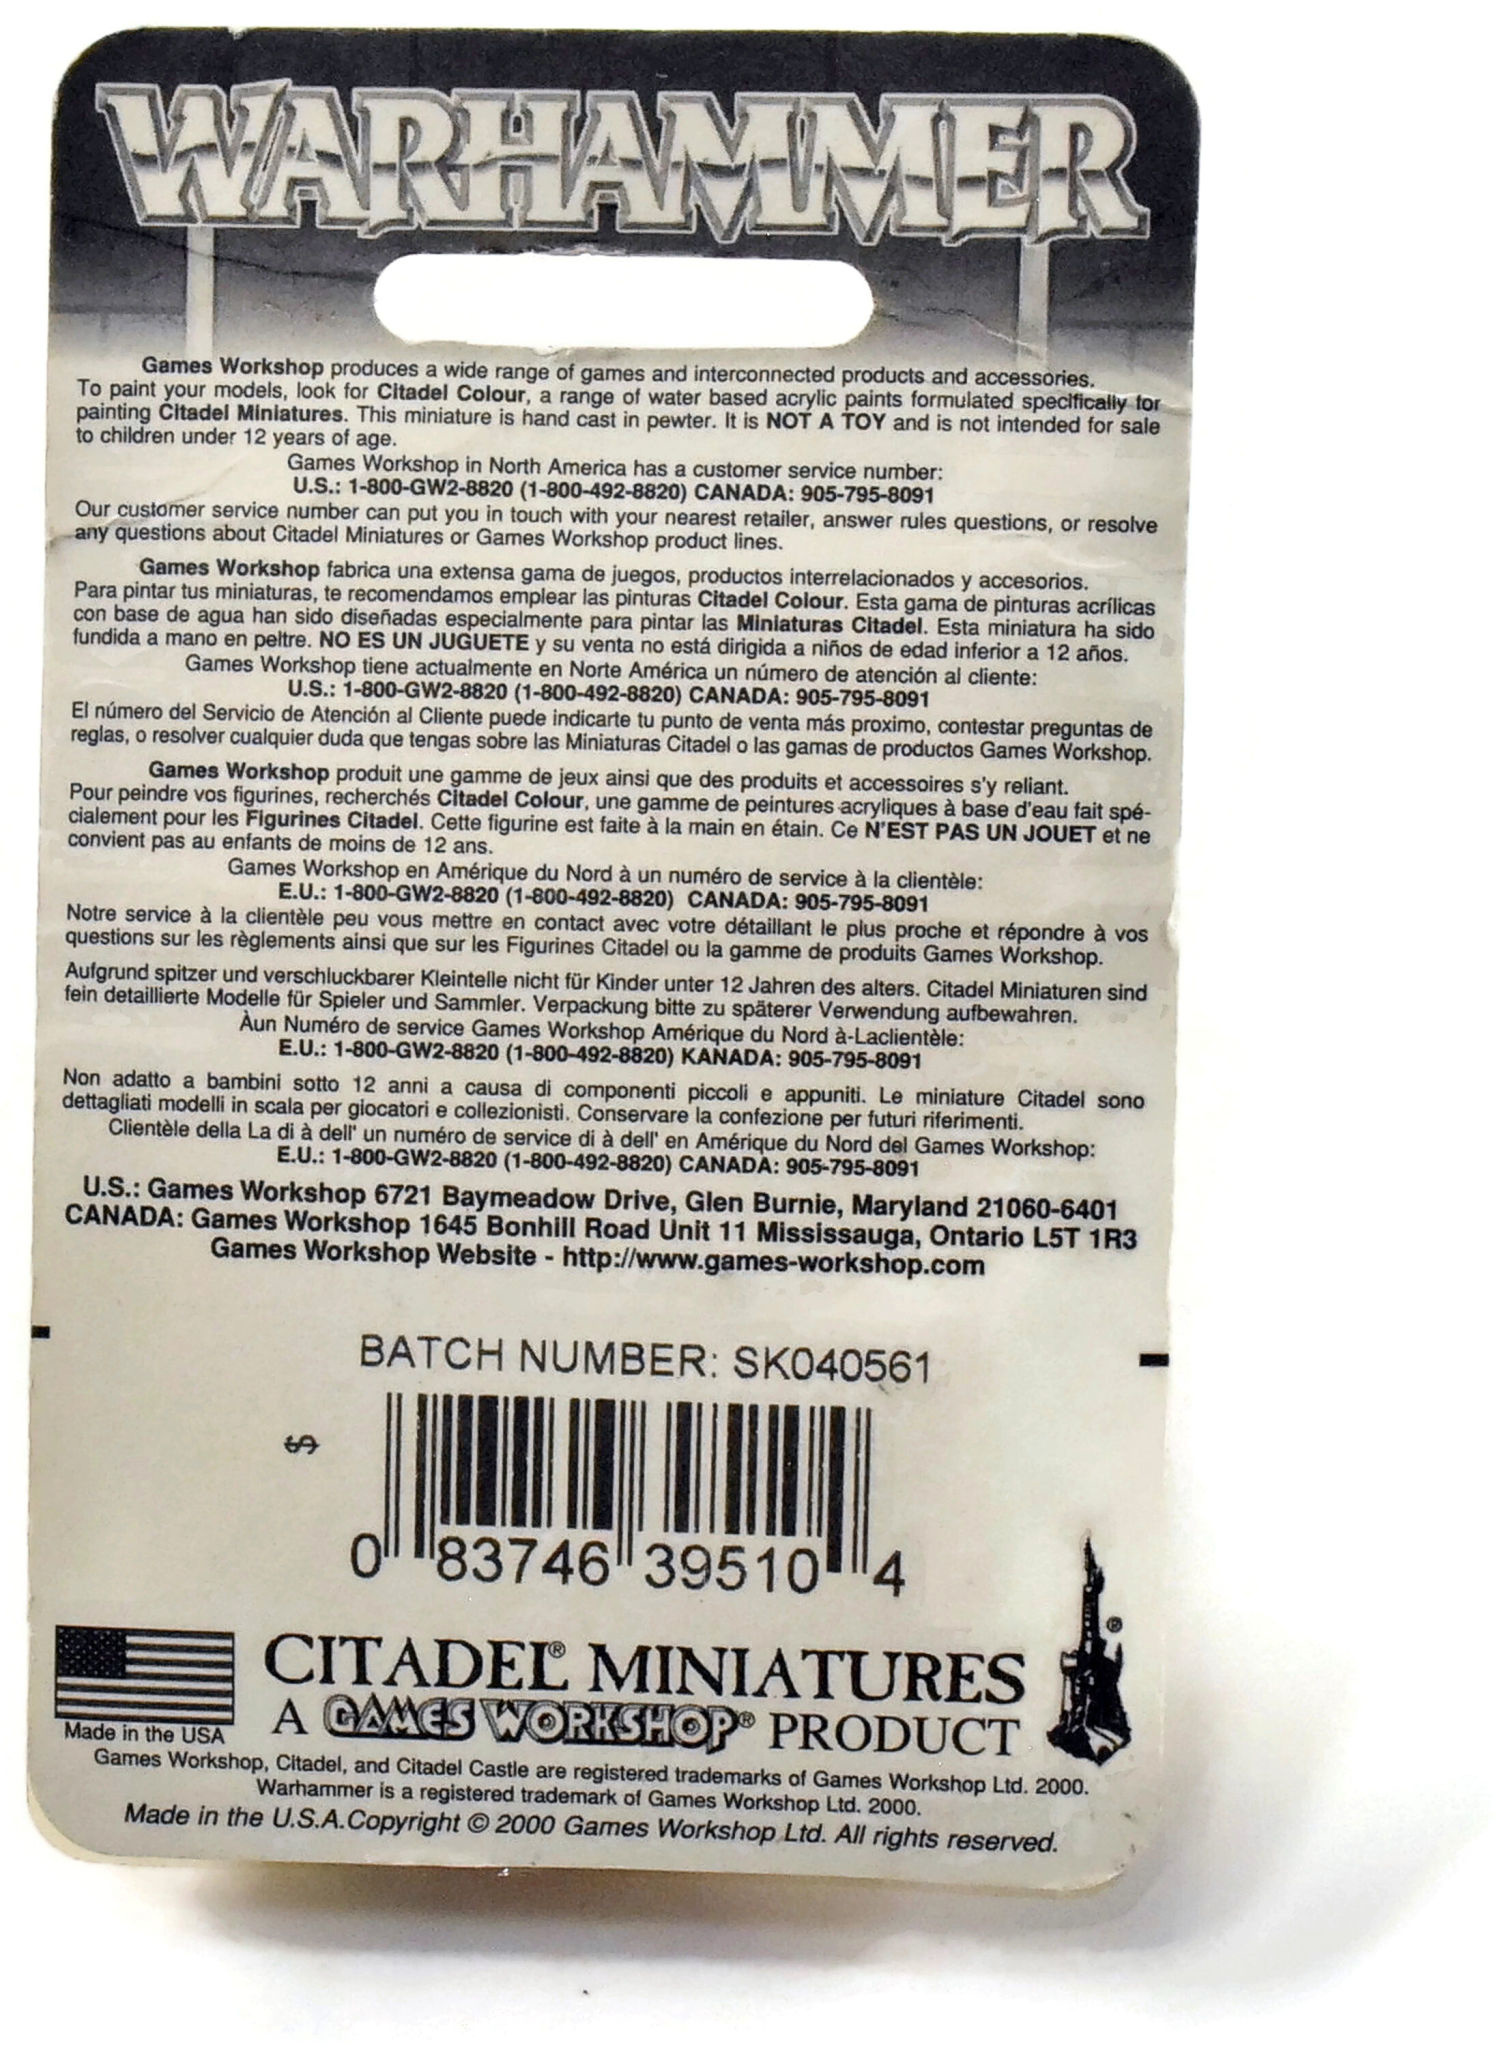 WARHAMMER
Games Workshop produces a wide range of games and interconnected products and accessories.
To paint your models, look for Citadel Colour, a range of water based acrylic paints formulated specifically for
painting Citadel Miniatures. This miniature is hand cast in pewter. It is NOT A TOY and is not intended for sale
to children under 12 years of age.
Games Workshop in North America has a customer service number:
U.S.: 1-800-GW2-8820 (1-800-492-8820) CANADA: 905-795-8091
Our customer service number can put you in touch with your nearest retailer, answer rules questions, or resolve
any questions about Citadel Miniatures or Games Workshop product lines.
Games Workshop fabrica una extensa gama de juegos, productos interrelacionados y accesorios.
Para pintar tus miniaturas, te recomendamos emplear las pinturas Citadel Colour. Esta gama de pinturas acrílicas
con base de agua han sido diseñadas especialmente para pintar las Miniaturas Citadel. Esta miniatura ha sido
fundida a mano en peltre. NO ES UN JUGUETE y su venta no está dirigida a niños de edad inferior a 12 años.
Games Workshop tiene actualmente en Norte América un número de atención al cliente:
U.S.: 1-800-GW2-8820 (1-800-492-8820) CANADA: 905-795-8091
El número del Servicio de Atención al Cliente puede indicarte tu punto de venta más proximo, contestar preguntas de
reglas, o resolver cualquier duda que tengas sobre las Miniaturas Citadel o las gamas de productos Games Workshop.
Games Workshop produit une gamme de jeux ainsi que des produits et accessoires s'y reliant.
Pour peindre vos figurines, recherchés Citadel Colour, une gamme de peintures acryliques à base d'eau fait spé-
cialement pour les Figurines Citadel. Cette figurine est faite à la main en étain. Ce N'EST PAS UN JOUET et ne
convient pas au enfants de moins de 12 ans.
Games Workshop en Amérique du Nord à un numéro de service à la clientèle:
E.U.: 1-800-GW2-8820 (1-800-492-8820) CANADA: 905-795-8091
Notre service à la clientèle peu vous mettre en contact avec votre détaillant le plus proche et répondre à vos
questions sur les règlements ainsi que sur les Figurines Citadel ou la gamme de produits Games Workshop.
Aufgrund spitzer und verschluckbarer Kleintelle nicht für Kinder unter 12 Jahren des alters. Citadel Miniaturen sind
fein detaillierte Modelle für Spieler und Sammler. Verpackung bitte zu späterer Verwendung aufbewahren.
Àun Numéro de service Games Workshop Amérique du Nord à-Laclientèle:
E.U.: 1-800-GW2-8820 (1-800-492-8820) KANADA: 905-795-8091
Non adatto a bambini sotto 12 anni a causa di componenti piccoli e appuniti. Le miniature Citadel sono
dettagliati modelli in scala per giocatori e collezionisti. Conservare la confezione per futuri riferimenti.
Clientèle della La di à dell' un numéro de service di à dell' en Amérique du Nord del Games Workshop:
E.U.: 1-800-GW2-8820 (1-800-492-8820) CANADA: 905-795-8091
U.S.: Games Workshop 6721 Baymeadow Drive, Glen Burnie, Maryland 21060-6401
CANADA: Games Workshop 1645 Bonhill Road Unit 11 Mississauga, Ontario L5T 1R3
Games Workshop Website - http://www.games-workshop.com
BATCH NUMBER: SK040561
$
0 83746 39510 4
CITADEL® MINIATURES
A GAMES WORKSHOP® PRODUCT
®
Made in the USA
Games Workshop, Citadel, and Citadel Castle are registered trademarks of Games Workshop Ltd. 2000.
Warhammer is a registered trademark of Games Workshop Ltd. 2000.
Made in the U.S.A.Copyright © 2000 Games Workshop Ltd. All rights reserved.